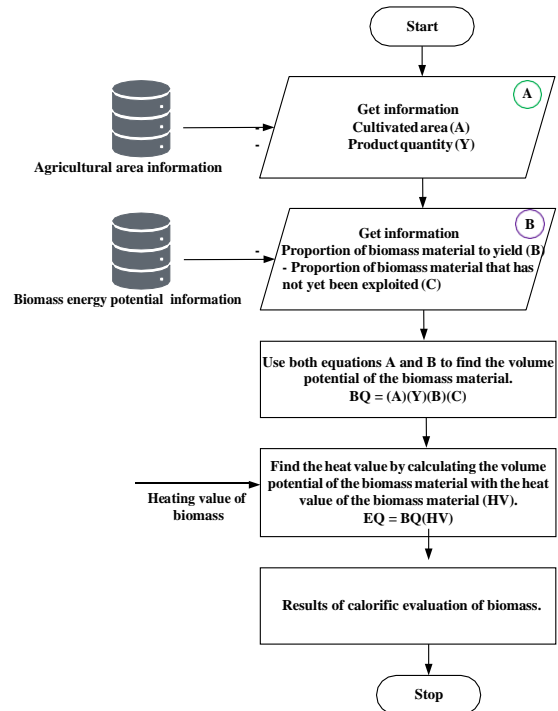 Start
A
Get information
- Cultivated area (A)
- Product quantity (Y)
Agricultural area information
B
Get information
- Proportion of biomass material to yield (B)
- Proportion of biomass material that has
not yet been exploited (C)
Biomass energy potential information
Use both equations A and B to find the volume
potential of the biomass material.
BQ = (A)(Y)(B)(C)
Find the heat value by calculating the volume
potential of the biomass material with the heat
value of the biomass material (HV).
EQ = BQ(HV)
Heating value of
biomass
Results of calorific evaluation of biomass.
Stop